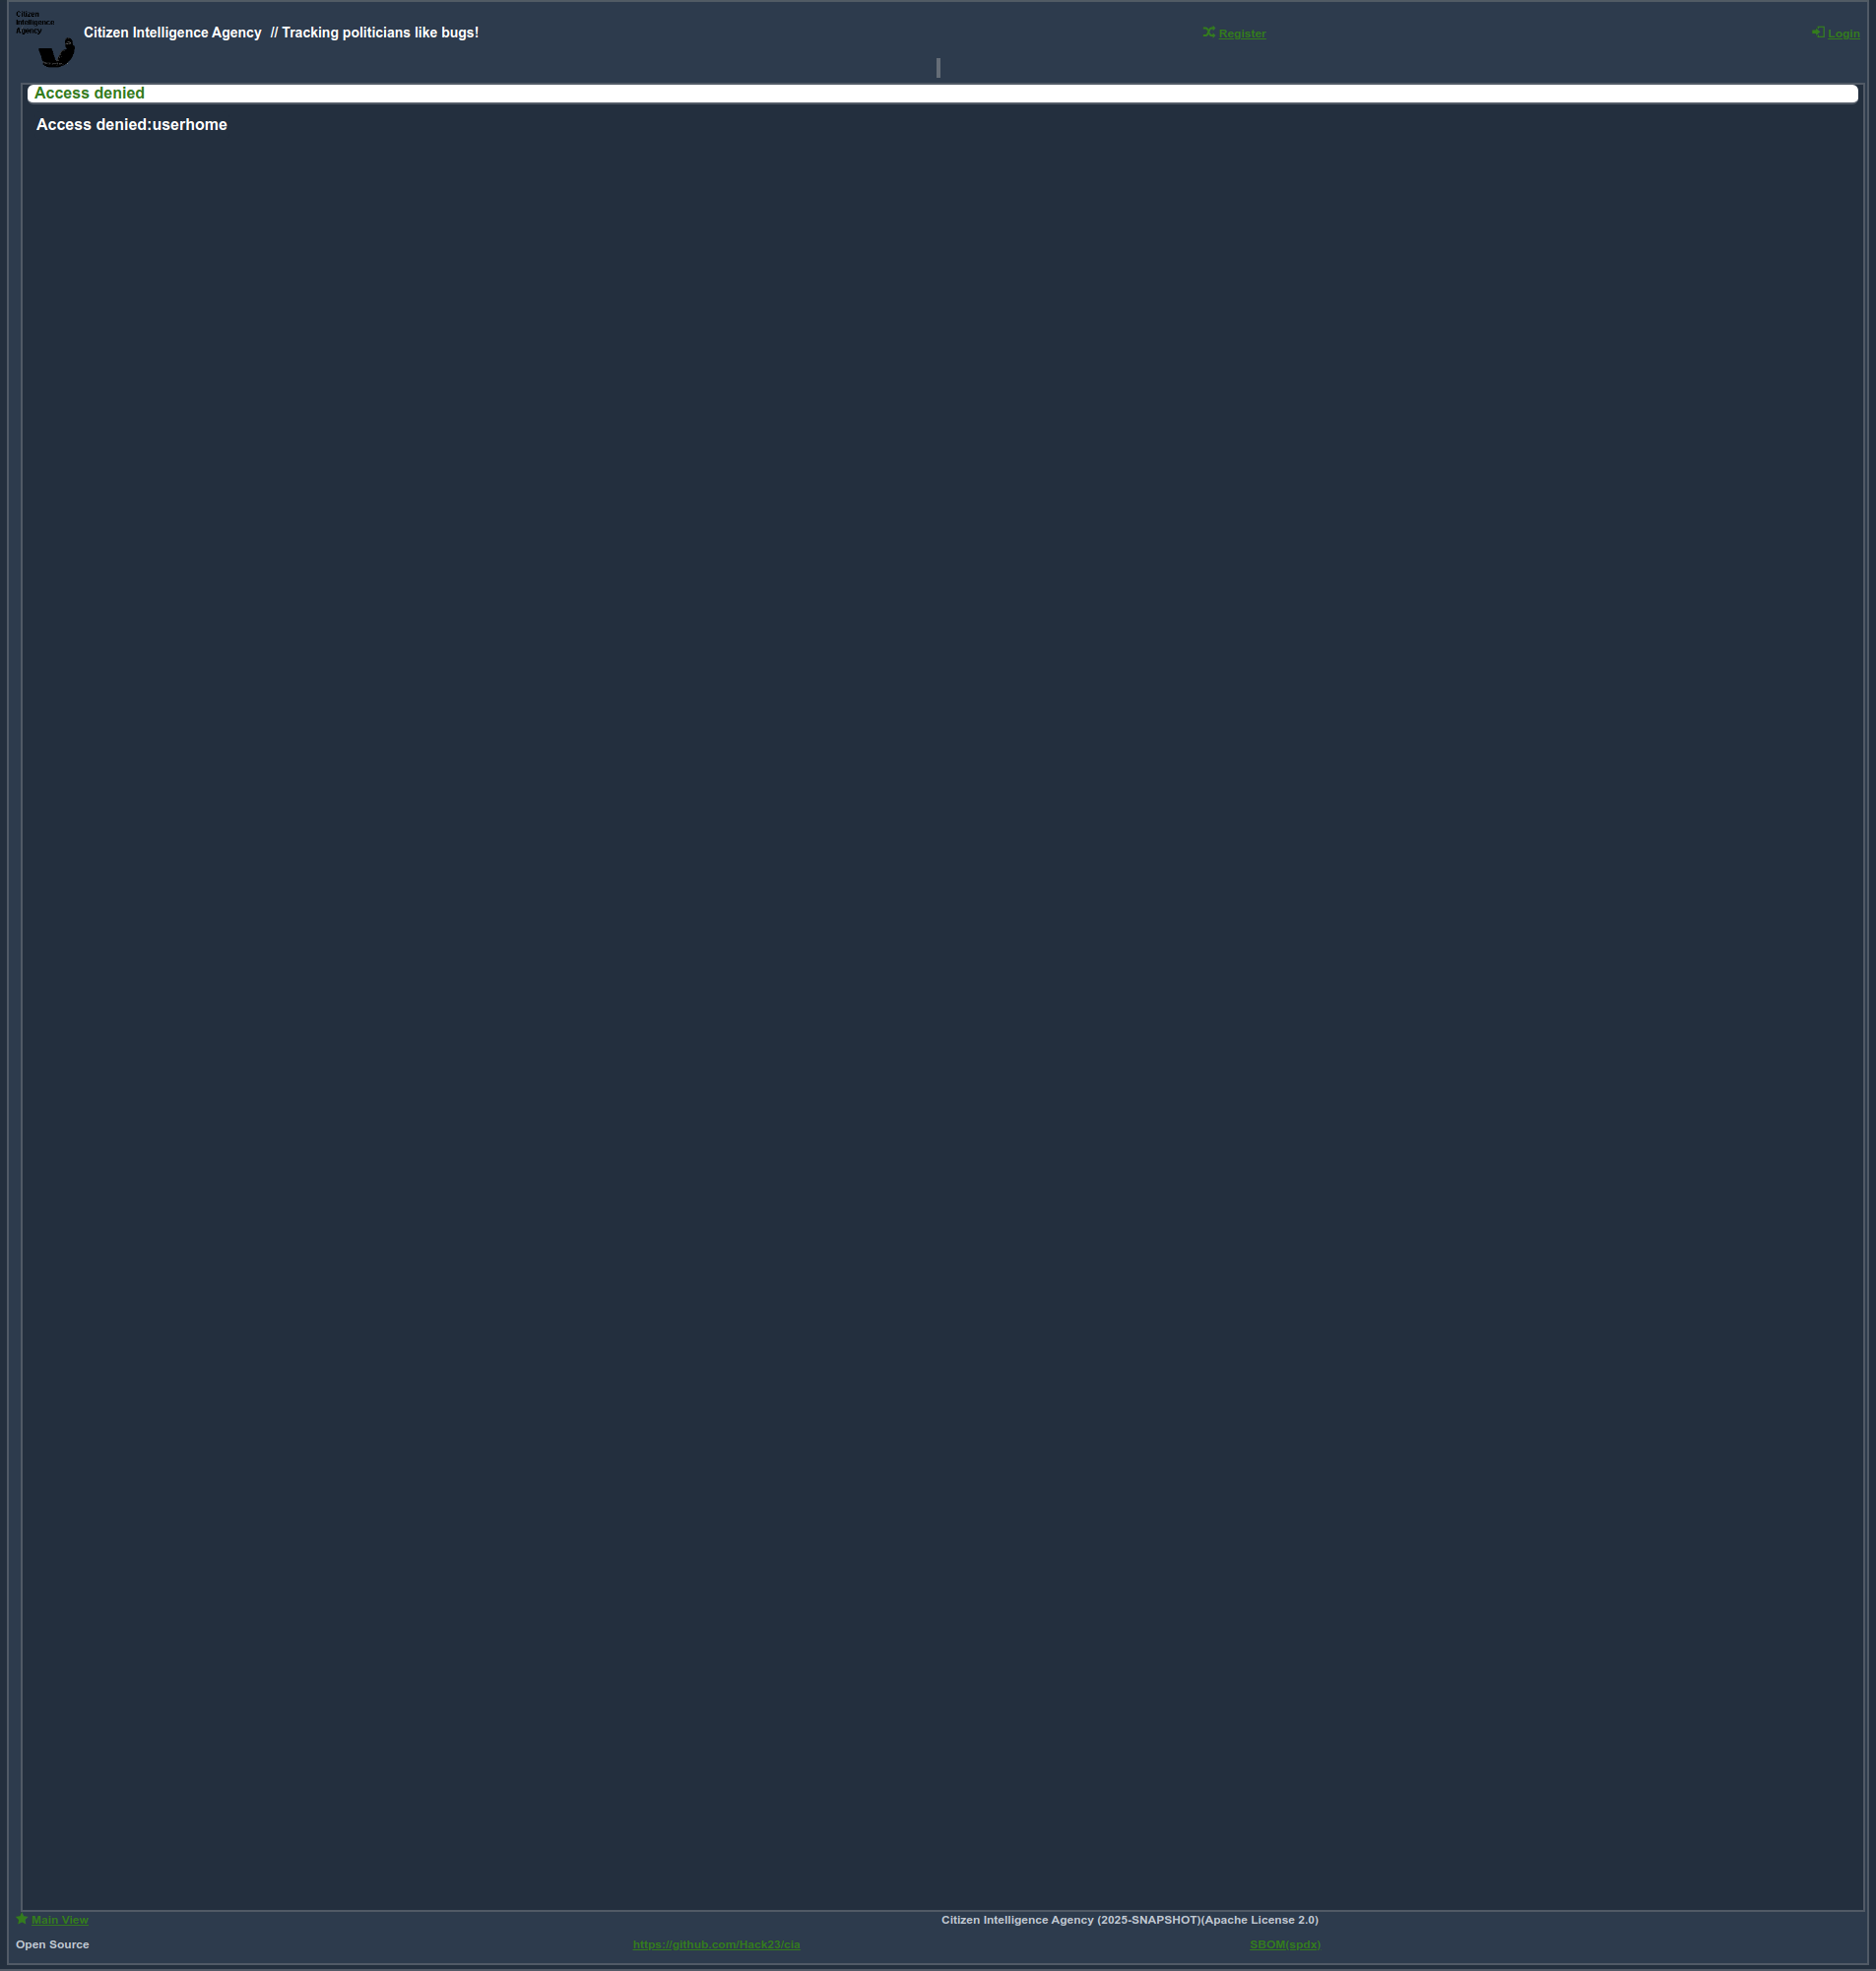 Citizen
Intelligence
Agency
Citizen Intelligence Agency // Tracking politicians like bugs!
Register
Login
Access denied
Access denied:userhome
Main View
Citizen Intelligence Agency (2025-SNAPSHOT)(Apache License 2.0)
Open Source
https://github.com/Hack23/cia
SBOM(spdx)